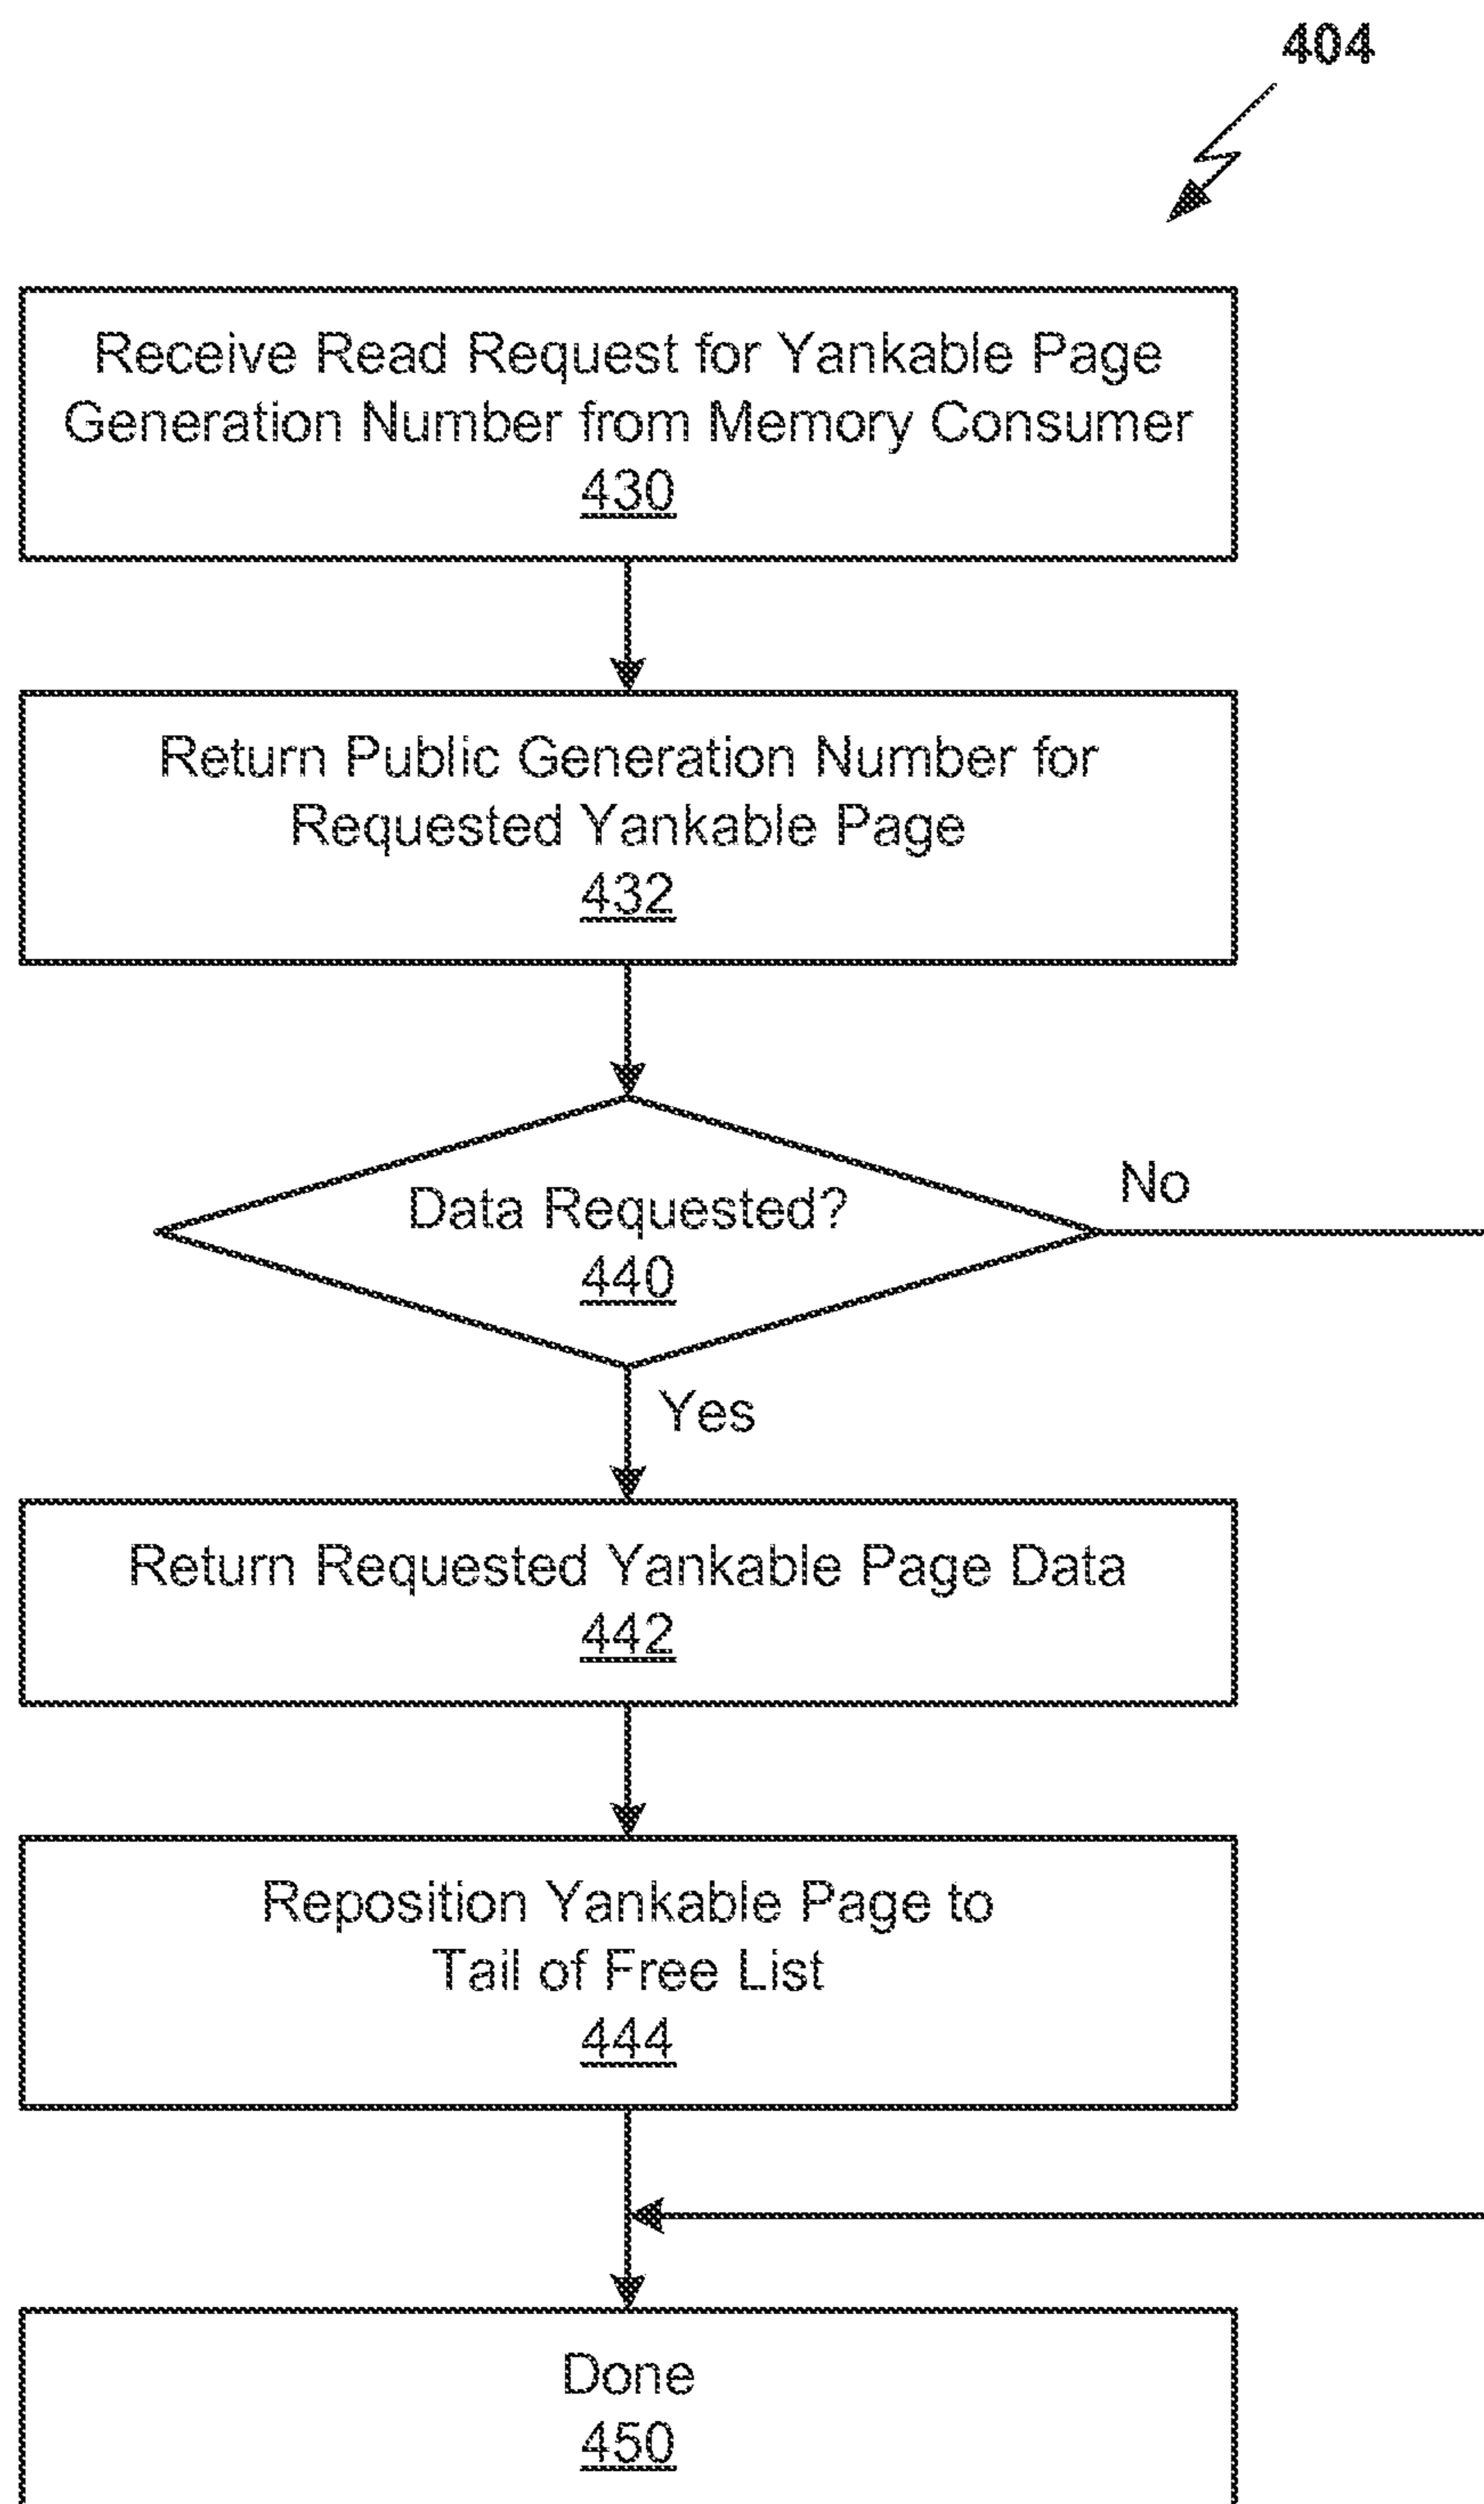 404
Receive Read Request for Yankable Page
Generation Number from Memory Consumer
430
Return Public Generation Number for
Requested Yankable Page
432
Data Requested?
440
No
Yes
Return Requested Yankable Page Data
442
Reposition Yankable Page to
Tail of Free List
444
Done
450